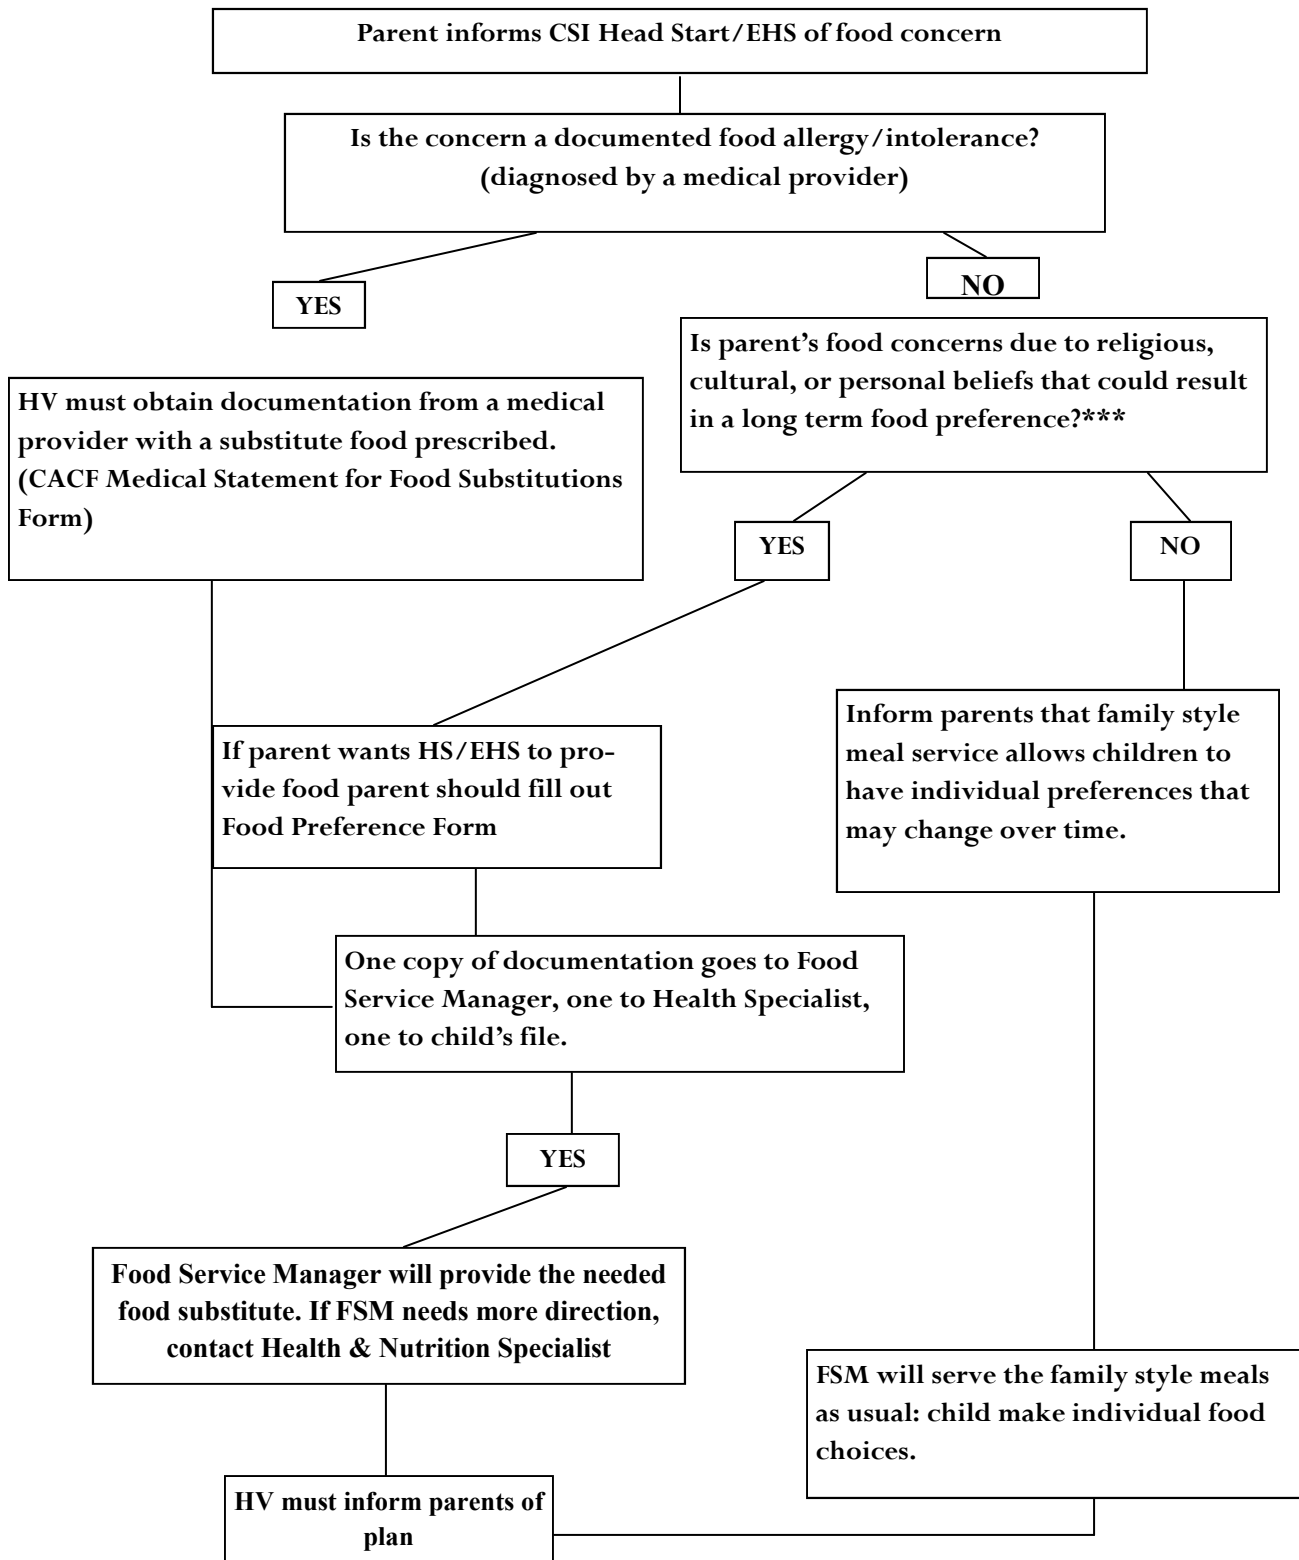 Parent informs CSI Head Start/EHS of food concern
Is the concern a documented food allergy/intolerance?
(diagnosed by a medical provider)
YES
NO
HV must obtain documentation from a medical
provider with a substitute food prescribed.
(CACF Medical Statement for Food Substitutions
Form)
Is parent’s food concerns due to religious,
cultural, or personal beliefs that could result
in a long term food preference?***
YES
NO
If parent wants HS/EHS to pro-
vide food parent should fill out
Food Preference Form
Inform parents that family style
meal service allows children to
have individual preferences that
may change over time.
One copy of documentation goes to Food
Service Manager, one to Health Specialist,
one to child’s file.
YES
Food Service Manager will provide the needed
food substitute. If FSM needs more direction,
contact Health & Nutrition Specialist
FSM will serve the family style meals
as usual: child make individual food
choices.
HV must inform parents of
plan